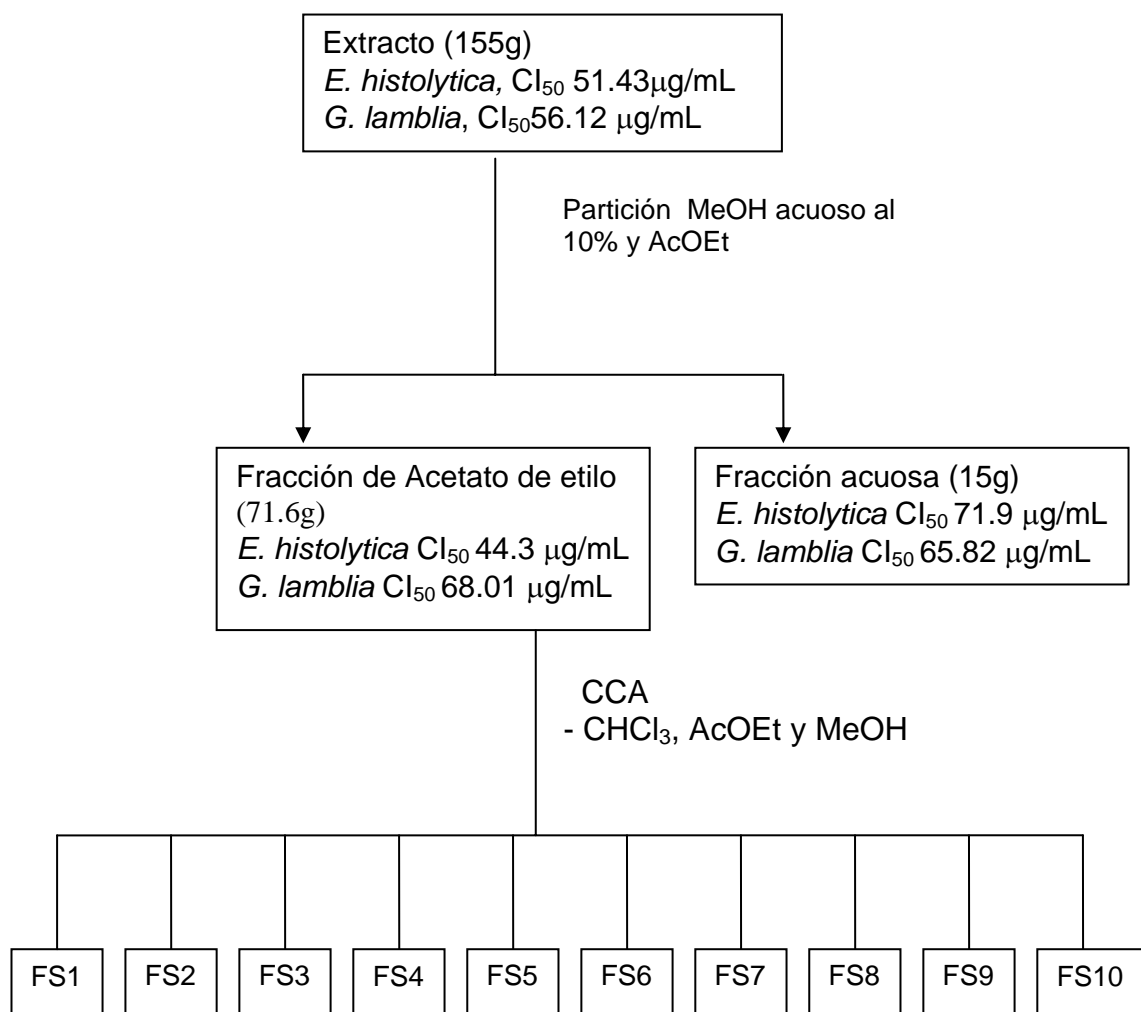 Extracto (155g)
E. histolytica, CI50 51.43μg/mL
G. lamblia, CI5056.12 μg/mL
Partición MeOH acuoso al
10% y AcOEt
Fracción de Acetato de etilo
(71.6g)
E. histolytica CI50 44.3 μg/mL
G. lamblia CI50 68.01 μg/mL
Fracción acuosa (15g)
E. histolytica CI50 71.9 μg/mL
G. lamblia CI50 65.82 μg/mL
CCA
- CHCl3, AcOEt y MeOH
FS1 FS2 FS3 FS4 FS5 FS6 FS7 FS8 FS9 FS10